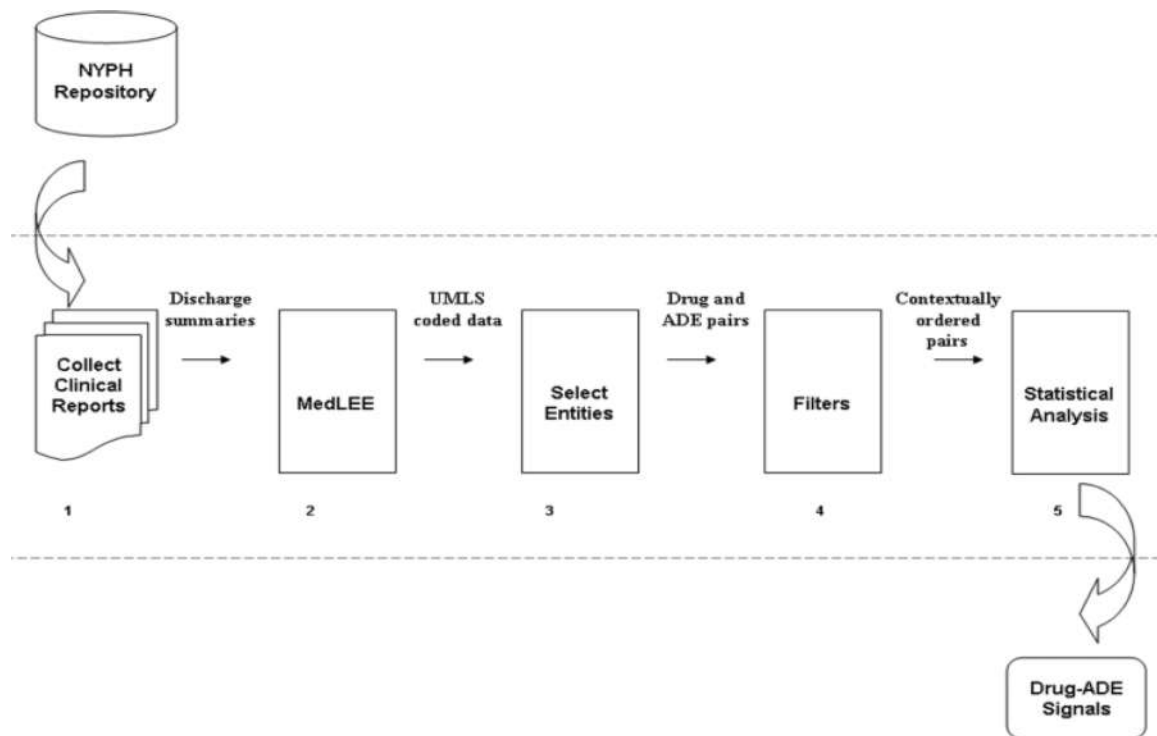 NYPH
Repository
Discharge
summaries
UMLS
coded data
Drug and
ADE pairs
Contextually
ordered
pairs
Collect
Clinical
Reports
MedLEE
Select
Entities
Filters
Statistical
Analysis
1
2
3
4
5
Drug-ADE
Signals